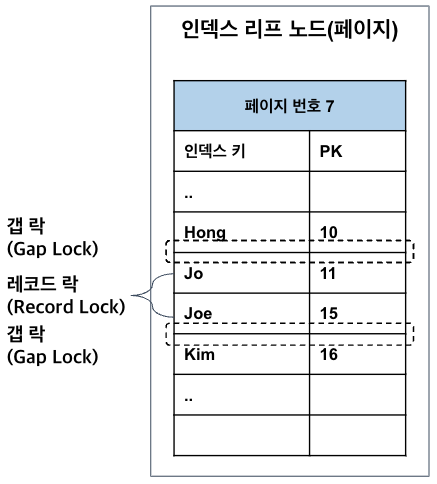 인덱스 리프 노드(페이지)
페이지 번호 7
인덱스 키 PK
..
Hong 10
Jo 11
Joe 15
Kim 16
..
갭 락
(Gap Lock)
레코드 락
(Record Lock)
갭 락
(Gap Lock)